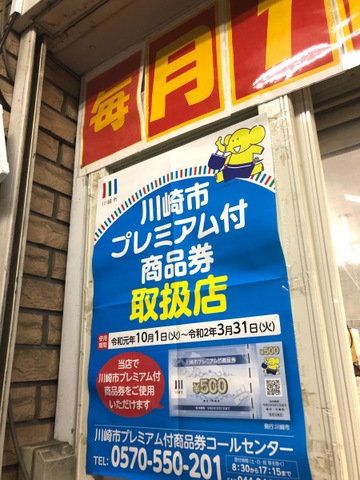 毎月1
川崎市
川崎市
プレミアム付
商品券
取扱店
使用期間 令和元年10月1日(火)～令和2年3月31日(火)
当店で
川崎市プレミアム付
商品券をご使用
いただけます
川崎市プレミアム付商品券
¥500
¥500
発行:川崎市
川崎市プレミアム付商品券コールセンター
TEL: 0570-550-201
8:30から17:15まで